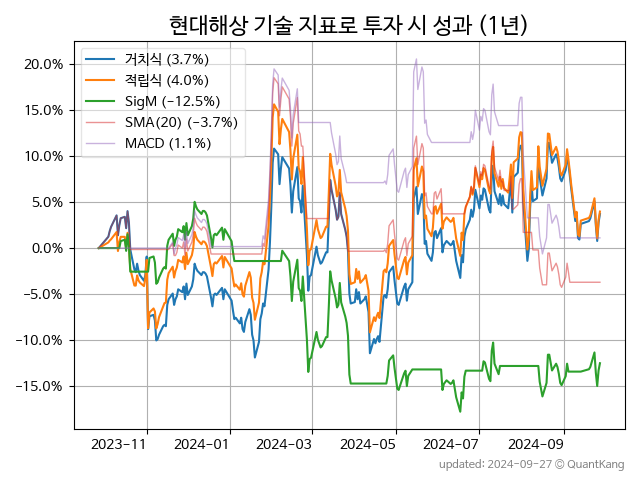 현대해상 기술 지표로 투자 시 성과 (1년)
거치식 (3.7%)
적립식 (4.0%)
SigM (−12.5%)
SMA(20) (−3.7%)
MACD (1.1%)
20.0%
15.0%
10.0%
5.0%
0.0%
−5.0%
−10.0%
−15.0%
2023-11 2024-01 2024-03 2024-05 2024-07 2024-09
updated: 2024-09-27 © QuantKang